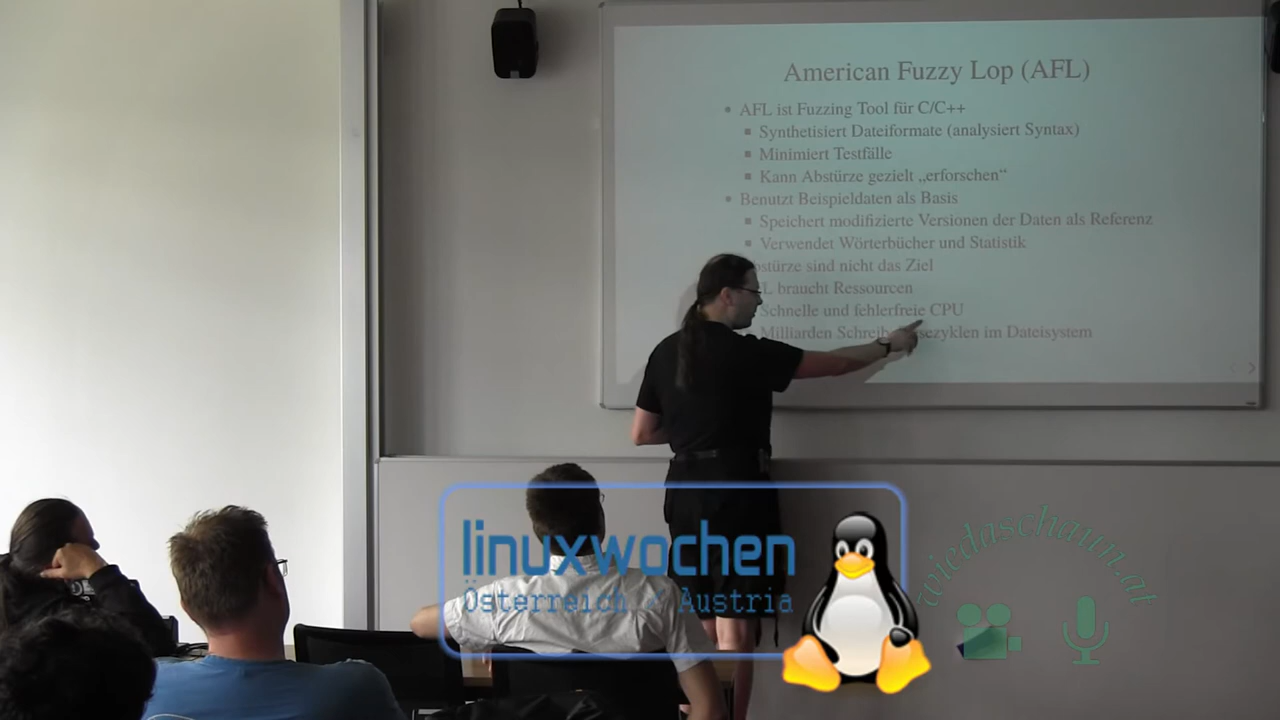 American Fuzzy Lop (AFL)
• AFL ist Fuzzing Tool für C/C++
▪ Synthetisiert Dateiformate (analysiert Syntax)
▪ Minimiert Testfälle
▪ Kann Abstürze gezielt „erforschen“
• Benutzt Beispieldaten als Basis
▪ Speichert modifizierte Versionen der Daten als Referenz
▪ Verwendet Wörterbücher und Statistik
sind nicht das Ziel
braucht Ressourcen
Schnelle und fehlerfreie CPU
Milliarden im Dateisystem
linuxwochen
Österreich Austria
wiedaschaun.at